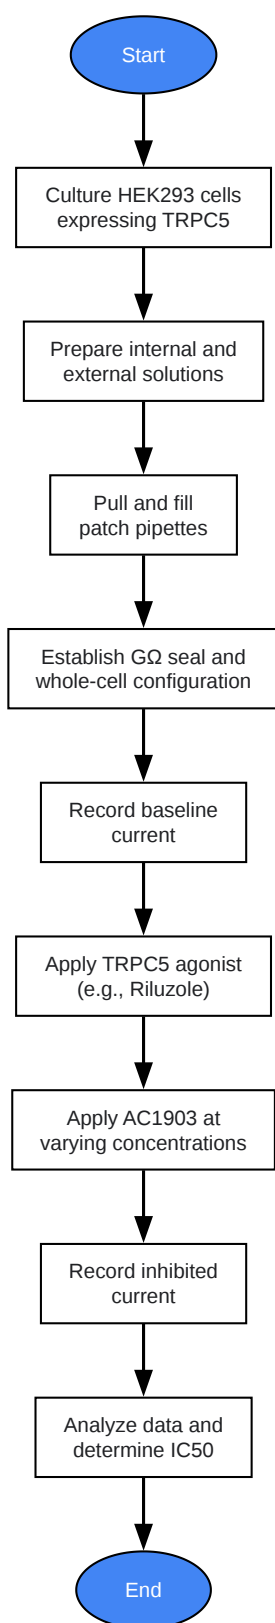 Start
Culture HEK293 cells
expressing TRPC5
Prepare internal and
external solutions
Pull and fill
patch pipettes
Establish GΩ seal and
whole-cell configuration
Record baseline
current
Apply TRPC5 agonist
(e.g., Riluzole)
Apply AC1903 at
varying concentrations
Record inhibited
current
Analyze data and
determine IC50
End